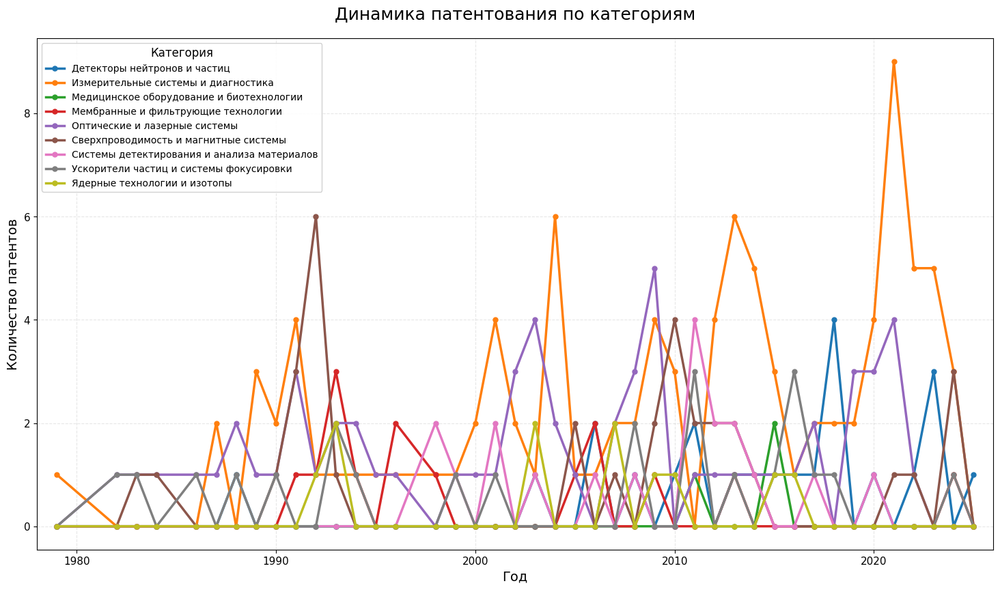 Динамика патентования по категориям
Категория
Детекторы нейтронов и частиц
Измерительные системы и диагностика
Медицинское оборудование и биотехнологии
Мембранные и фильтрующие технологии
Оптические и лазерные системы
Сверхпроводимость и магнитные системы
Системы детектирования и анализа материалов
Ускорители частиц и системы фокусировки
Ядерные технологии и изотопы
Количество патентов
8
6
4
2
0
1980 1990 2000 2010 2020
Год